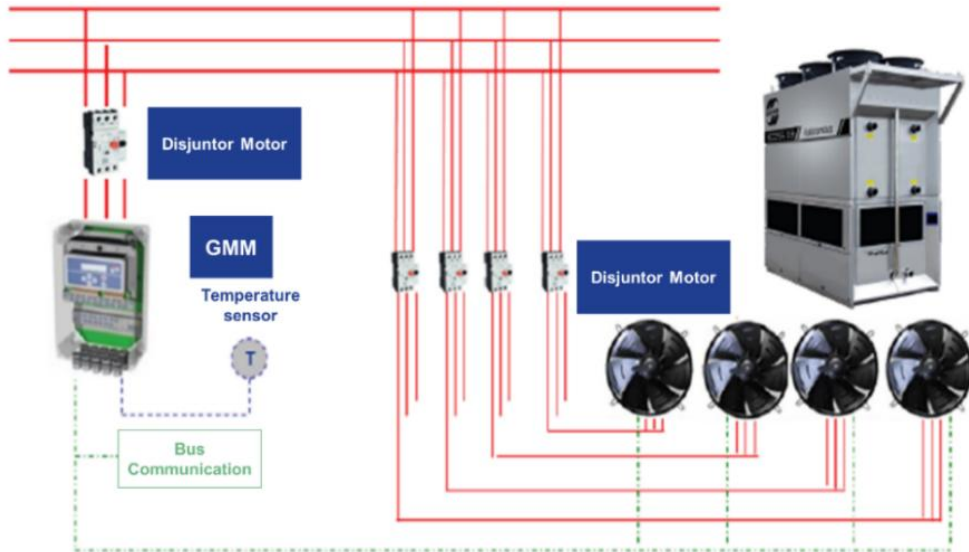 Disjuntor Motor
GMM
Temperature
sensor
T
Disjuntor Motor
Bus
Communication